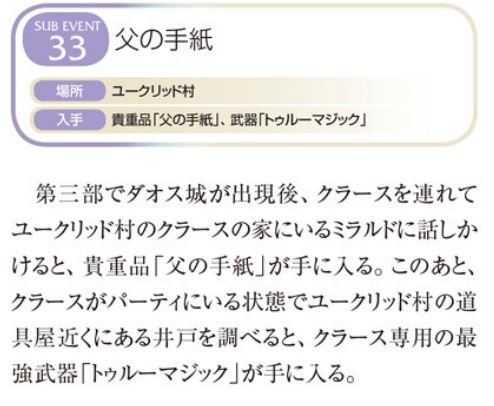 SUB EVENT
33 父の手紙
場所 ユークリッド村
入手 貴重品「父の手紙」、武器「トゥルーマジック」
第三部でダオス城が出現後、クラースを連れて
ユークリッド村のクラースの家にいるミラルドに話しか
けると、貴重品「父の手紙」が手に入る。このあと、
クラースがパーティにいる状態でユークリッド村の道
具屋近くにある井戸を調べると、クラース専用の最
強武器「トゥルーマジック」が手に入る。